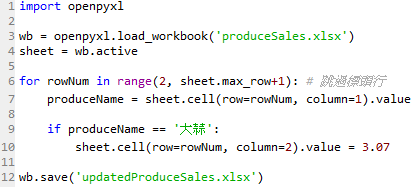 1 import openpyxl
2
3 wb = openpyxl.load_workbook('produceSales.xlsx')
4 sheet = wb.active
5
6 for rowNum in range(2, sheet.max_row+1): # 跳過標頭行
7     produceName = sheet.cell(row=rowNum, column=1).value
8
9     if produceName == '大蒜':
10         sheet.cell(row=rowNum, column=2).value = 3.07
11
12 wb.save('updatedProduceSales.xlsx')